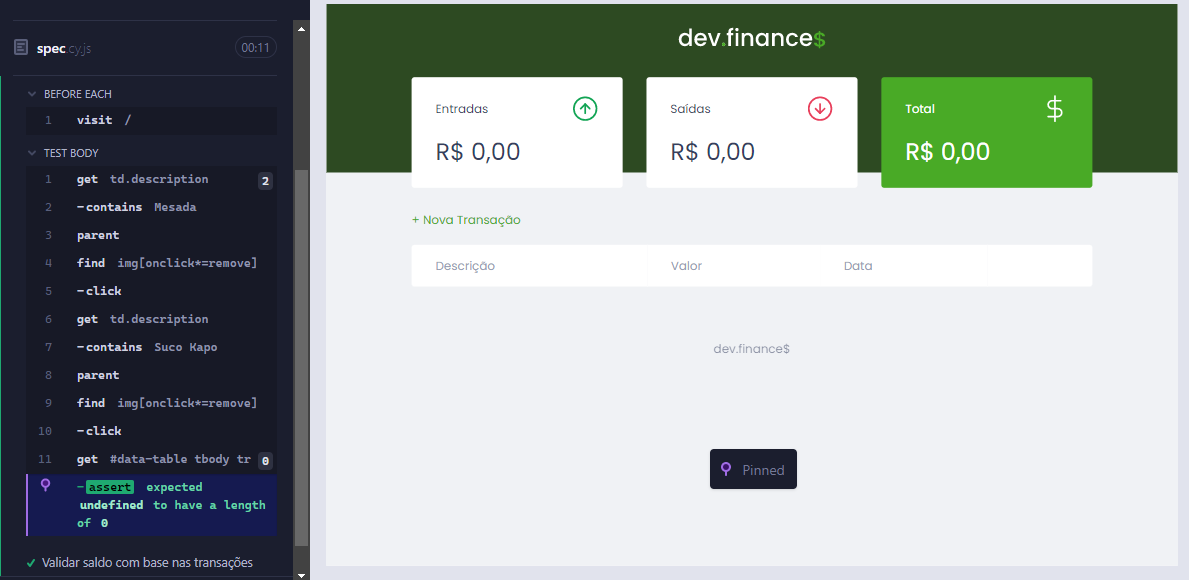 spec.cy.js
00:11
BEFORE EACH
1 visit /
TEST BODY
1 get td.description 2
2 -contains Mesada
3 parent
4 find img[onclick*=remove]
5 -click
6 get td.description
7 -contains Suco Kapo
8 parent
9 find img[onclick*=remove]
10 -click
11 get #data-table tbody tr 0
-assert expected
undefined to have a length
of 0
Validar saldo com base nas transações
dev.finance$
Entradas
R$ 0,00
Saídas
R$ 0,00
Total
$
R$ 0,00
+ Nova Transação
Descrição Valor Data
dev.finance$
Pinned